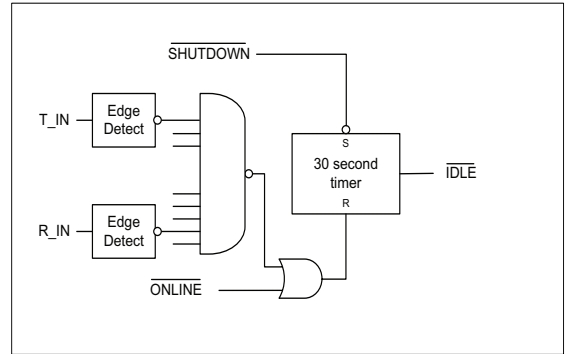 SHUTDOWN
T_IN
Edge
Detect
S
30 second
timer
R
IDLE
R_IN
Edge
Detect
ONLINE